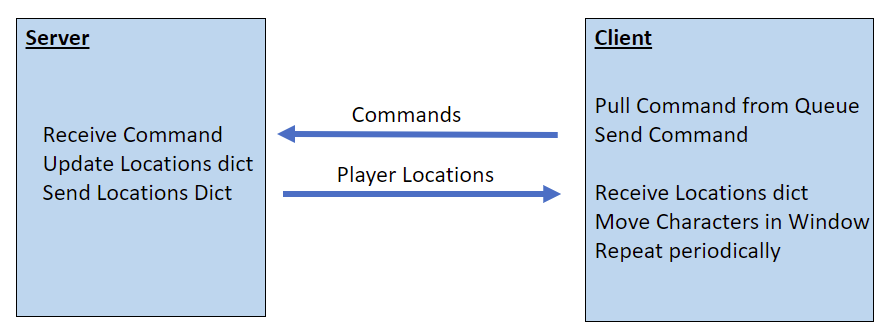 Server
Receive Command
Update Locations dict
Send Locations Dict
Commands
Player Locations
Client
Pull Command from Queue
Send Command
Receive Locations dict
Move Characters in Window
Repeat periodically